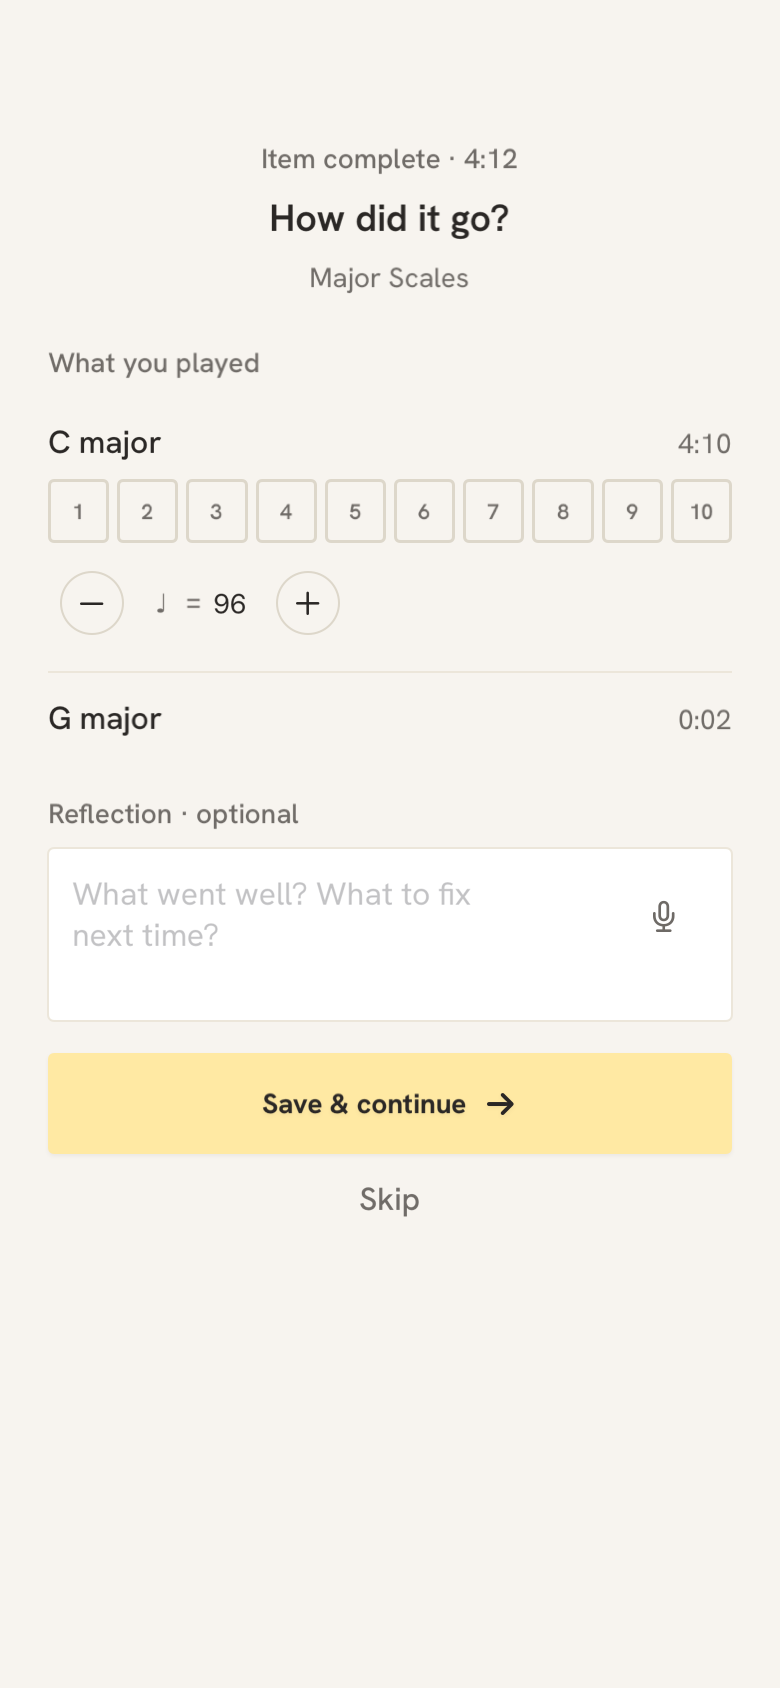 Item complete · 4:12
How did it go?
Major Scales
What you played
C major 4:10
1 2 3 4 5 6 7 8 9 10
− ♩ = 96 +
G major 0:02
Reflection · optional
What went well? What to fix
next time?
Save & continue →
Skip